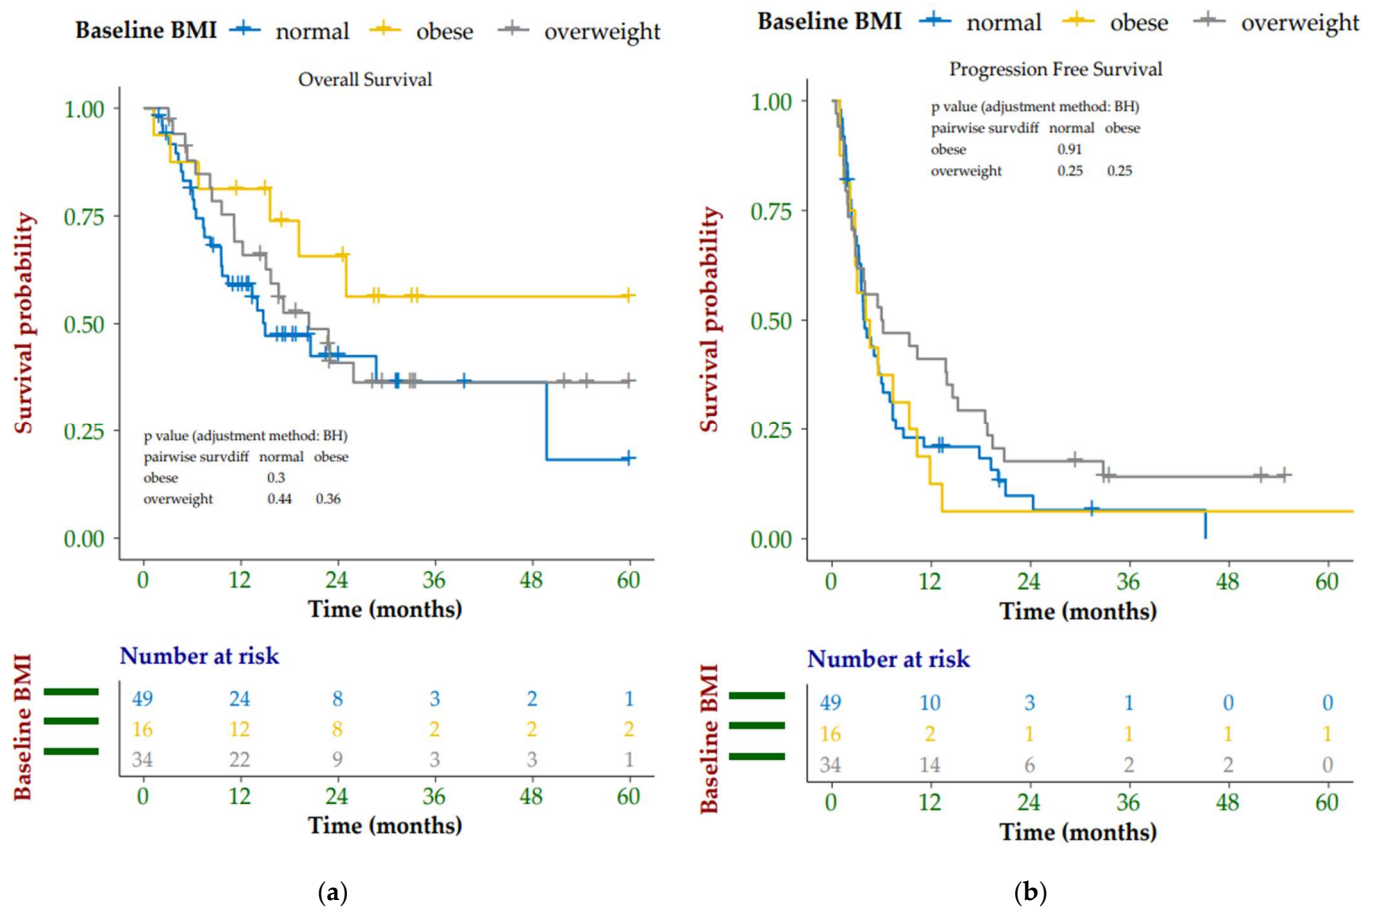 Baseline BMI normal obese overweight
Overall Survival
1.00
0.75
0.50
0.25
0.00
Survival probability
p value (adjustment method: BH)
pairwise survdiff normal obese
obese 0.3
overweight 0.44 0.36
0 12 24 36 48 60
Time (months)
Number at risk
Baseline BMI
49 24 8 3 2 1
16 12 8 2 2 2
34 22 9 3 3 1
0 12 24 36 48 60
Time (months)
(a)
Baseline BMI normal obese overweight
Progression Free Survival
p value (adjustment method: BH)
pairwise survdiff normal obese
obese 0.91
overweight 0.25 0.25
1.00
0.75
0.50
0.25
0.00
Survival probability
0 12 24 36 48 60
Time (months)
Number at risk
Baseline BMI
49 10 3 1 0 0
16 2 1 1 1 1
34 14 6 2 2 0
0 12 24 36 48 60
Time (months)
(b)